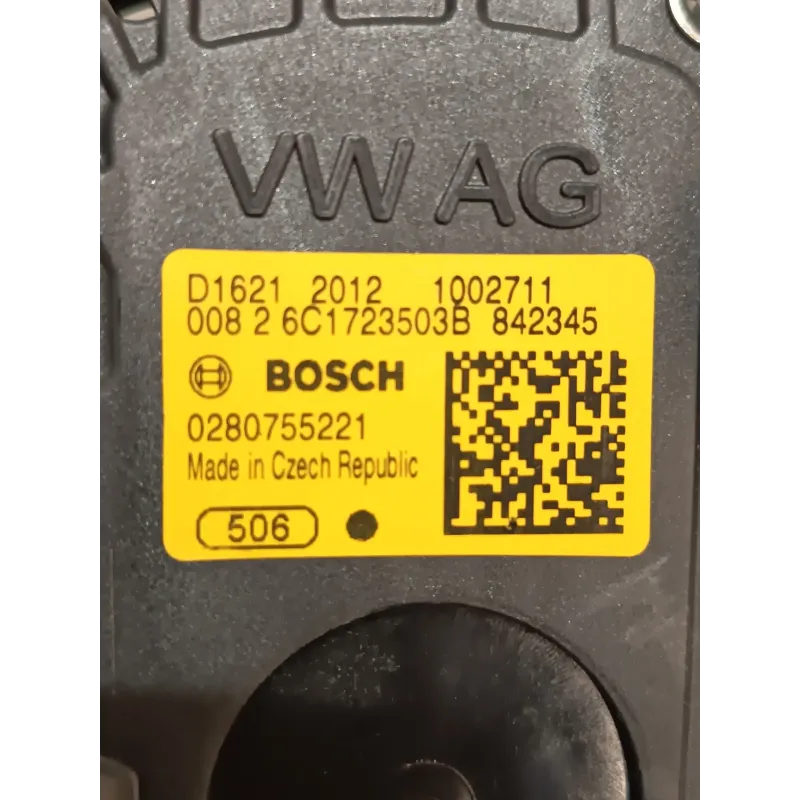 VW AG
D1621 2012 1002711
008 2 6C1723503B 842345
BOSCH
0280755221
Made in Czech Republic
506